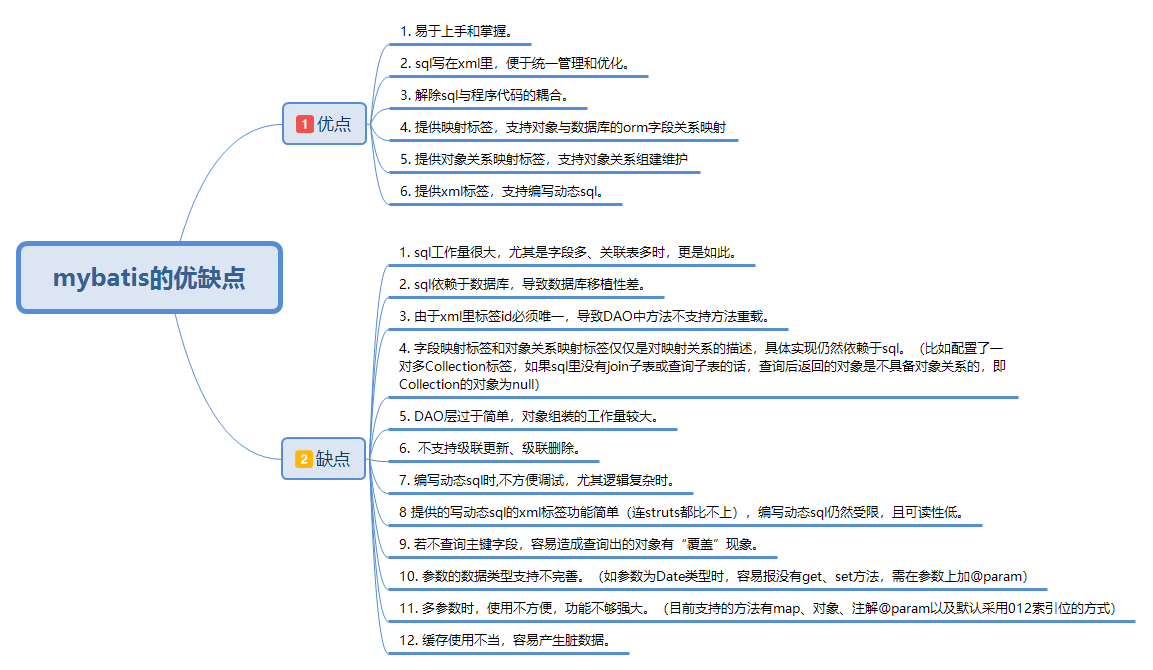 mybatis的优缺点
1 优点
1. 易于上手和掌握。
2. sql写在xml里，便于统一管理和优化。
3. 解除sql与程序代码的耦合。
4. 提供映射标签，支持对象与数据库的orm字段关系映射
5. 提供对象关系映射标签，支持对象关系组建维护
6. 提供xml标签，支持编写动态sql。
2 缺点
1. sql工作量很大，尤其是字段多、关联表多时，更是如此。
2. sql依赖于数据库，导致数据库移植性差。
3. 由于xml里标签id必须唯一，导致DAO中方法不支持方法重载。
4. 字段映射标签和对象关系映射标签仅仅是对映射关系的描述，具体实现仍然依赖于sql。（比如配置了一
对多Collection标签，如果sql里没有join子表或查询子表的话，查询后返回的对象是不具备对象关系的，即
Collection的对象为null）
5. DAO层过于简单，对象组装的工作量较大。
6.  不支持级联更新、级联删除。
7. 编写动态sql时,不方便调试，尤其逻辑复杂时。
8 提供的写动态sql的xml标签功能简单（连struts都比不上），编写动态sql仍然受限，且可读性低。
9. 若不查询主键字段，容易造成查询出的对象有“覆盖”现象。
10. 参数的数据类型支持不完善。（如参数为Date类型时，容易报没有get、set方法，需在参数上加@param）
11. 多参数时，使用不方便，功能不够强大。（目前支持的方法有map、对象、注解@param以及默认采用012索引位的方式）
12. 缓存使用不当，容易产生脏数据。